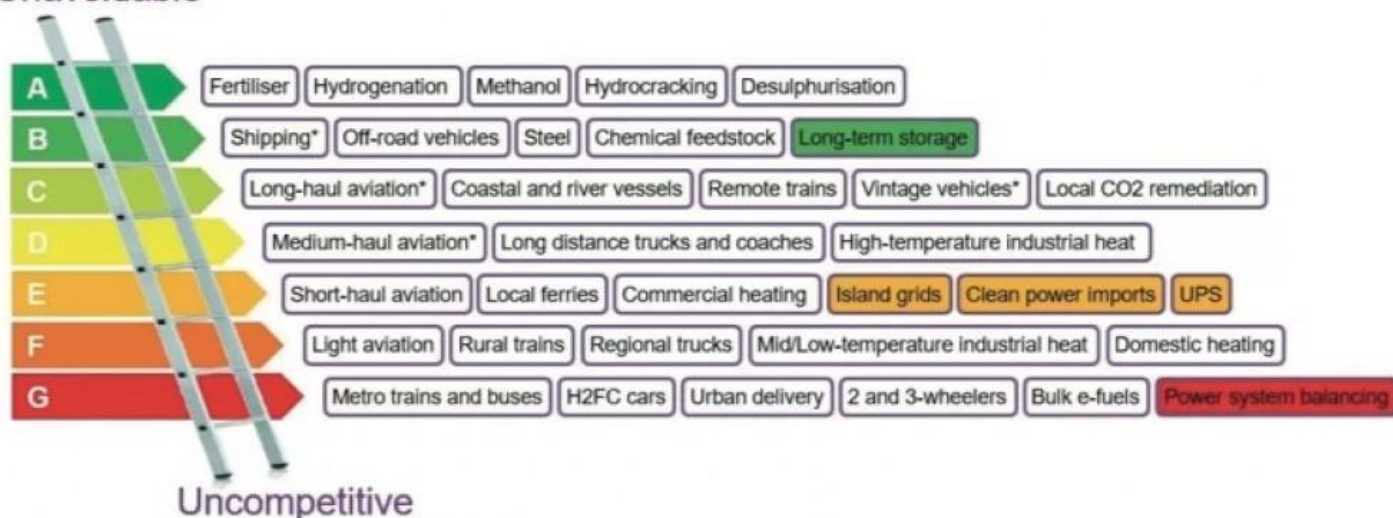 A Fertiliser Hydrogenation Methanol Hydrocracking Desulphurisation
B Shipping* Off-road vehicles Steel Chemical feedstock Long-term storage
C Long-haul aviation* Coastal and river vessels Remote trains Vintage vehicles* Local CO2 remediation
D Medium-haul aviation* Long distance trucks and coaches High-temperature industrial heat
E Short-haul aviation Local ferries Commercial heating Island grids Clean power imports UPS
F Light aviation Rural trains Regional trucks Mid/Low-temperature industrial heat Domestic heating
G Metro trains and buses H2FC cars Urban delivery 2 and 3-wheelers Bulk e-fuels Power system balancing
Uncompetitive